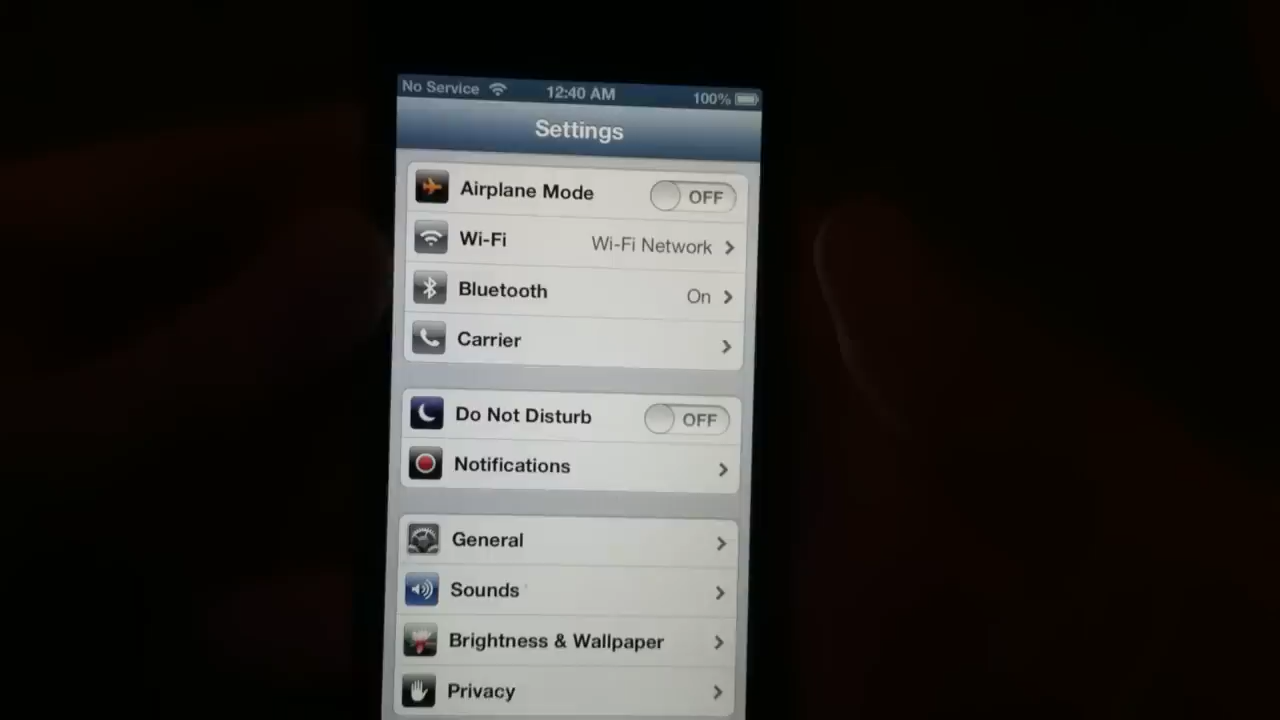 No Service 12:40 AM 100%
Settings
Airplane Mode OFF
Wi-Fi Wi-Fi Network
Bluetooth On
Carrier
Do Not Disturb OFF
Notifications
General
Sounds
Brightness & Wallpaper
Privacy